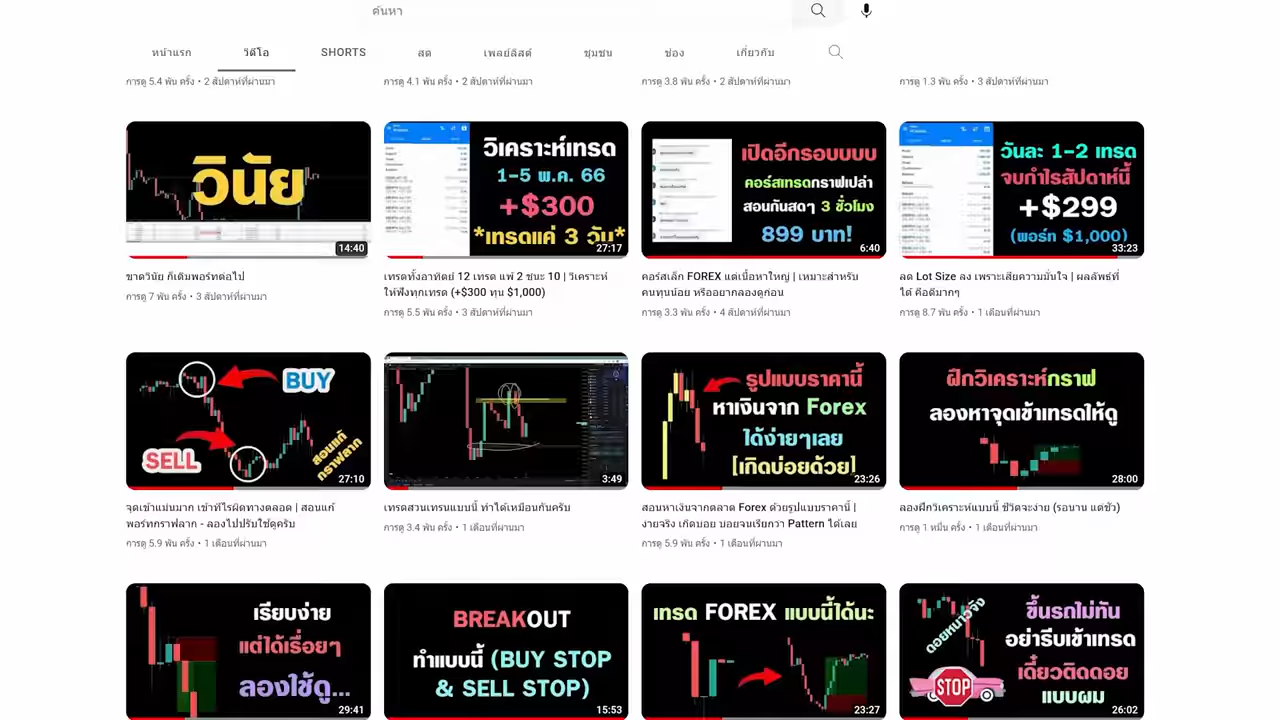 ค้นหา
หน้าแรก
วิดีโอ
SHORTS
สด
เพลย์ลิสต์
ชุมชน
ช่อง
เกี่ยวกับ
การดู 5.4 พัน ครั้ง • 2 สัปดาห์ที่ผ่านมา
การดู 4.1 พัน ครั้ง • 2 สัปดาห์ที่ผ่านมา
การดู 3.8 พัน ครั้ง • 2 สัปดาห์ที่ผ่านมา
การดู 1.3 พัน ครั้ง • 3 สัปดาห์ที่ผ่านมา
วินัย
14:40
ขาดวินัย ก็เติมพอร์ทต่อไป
การดู 7 พัน ครั้ง • 3 สัปดาห์ที่ผ่านมา
วิเคราะห์เทรด
1-5 พ.ค. 66
+$300
*เทรดแค่ 3 วัน*
27:17
เทรดทั้งอาทิตย์ 12 เทรด แพ้ 2 ชนะ 10 | วิเคราะห์
ให้ฟังทุกเทรด (+$300 ทุน $1,000)
การดู 5.5 พัน ครั้ง • 3 สัปดาห์ที่ผ่านมา
เปิดอีกรอบบบบ
คอร์สเทรดกราฟเปล่า
สอนกันสดๆ 3 ชั่วโมง
899 บาท!
6:40
คอร์สเล็ก FOREX แต่เนื้อหาใหญ่ | เหมาะสำหรับ
คนทุนน้อย หรืออยากลองดูก่อน
การดู 3.3 พัน ครั้ง • 4 สัปดาห์ที่ผ่านมา
วันละ 1-2 เทรด
จบกำไรสัปดาห์นี้
+$299
(พอร์ท $1,000)
33:23
ลด Lot Size ลง เพราะเสียความมั่นใจ | ผลลัพธ์ที่
ได้ คือดีมากๆ
การดู 8.7 พัน ครั้ง • 1 เดือนที่ผ่านมา
BUY
SELL
สอนแก้
กราฟลาก
27:10
จุดเข้าแม่นมาก เข้าทีไรผิดทางตลอด | สอนแก้
พอร์ทกราฟลาก - ลองไปปรับใช้ดูครับ
การดู 5.9 พัน ครั้ง • 1 เดือนที่ผ่านมา
3:49
เทรดสวนเทรนแบบนี้ ทำได้เหมือนกันครับ
การดู 3.4 พัน ครั้ง • 1 เดือนที่ผ่านมา
รูปแบบราคานี้
หาเงินจาก Forex
ได้ง่ายๆเลย
[เกิดบ่อยด้วย]
23:26
สอนหาเงินจากตลาด Forex ด้วยรูปแบบราคานี้ |
ง่ายจริง เกิดบ่อย บ่อยจนเรียกว่า Pattern ได้เลย
การดู 5.9 พัน ครั้ง • 1 เดือนที่ผ่านมา
ฝึกวิเคราะห์กราฟ
ลองหาจุดเข้าเทรดให้ดู
28:00
ลองฝึกวิเคราะห์แบบนี้ ชีวิตจะง่าย (รอนาน แต่ชัว)
การดู 1 หมื่น ครั้ง • 1 เดือนที่ผ่านมา
เรียบง่าย
แต่ได้เรื่อยๆ
ลองใช้ดู...
29:41
BREAKOUT
ทำแบบนี้ (BUY STOP
& SELL STOP)
15:53
เทรด FOREX แบบนี้ได้นะ
23:27
ดอยหนาวจัง
ขึ้นรถไม่ทัน
อย่ารีบเข้าเทรด
เดี๋ยวติดดอย
แบบผม
STOP
26:02